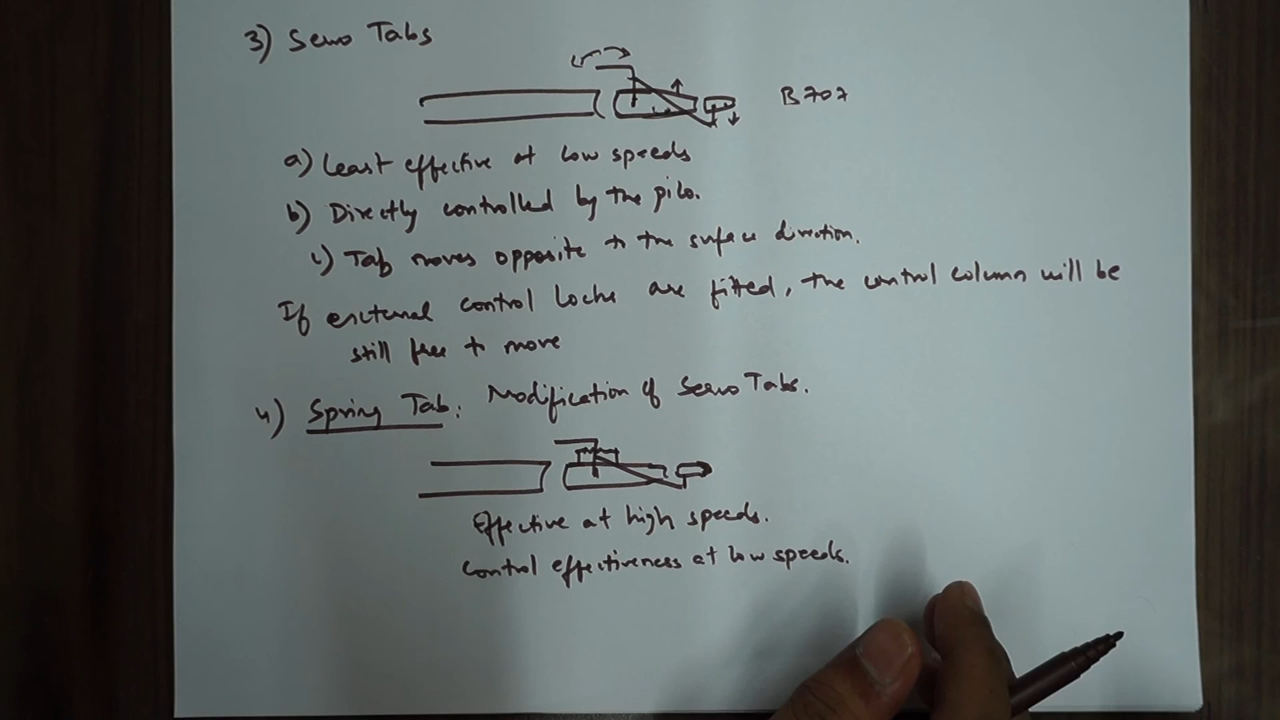 3) Servo Tabs
B707
a) Least effective at low speeds
b) Directly controlled by the pilo.
c) Tab moves opposite to the surface direction.
If external control locks are fitted, the control column will be
still free to move
4) Spring Tab: Modification of Servo Tabs.
Effective at high speeds.
Control effectiveness at low speeds.